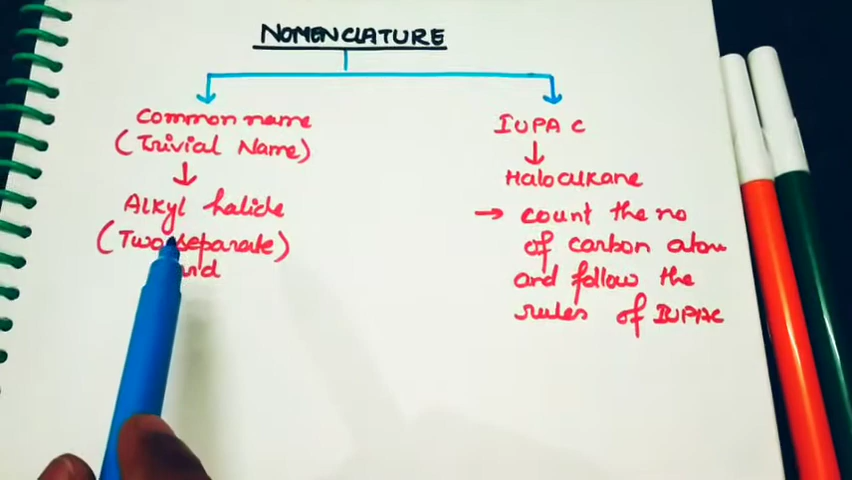 NOMENCLATURE
Common name
(Trivial Name)
Alkyl halide
(Two separate)
IUPAC
Haloalkane
→ count the no
of carbon atom
and follow the
rules of IUPAC